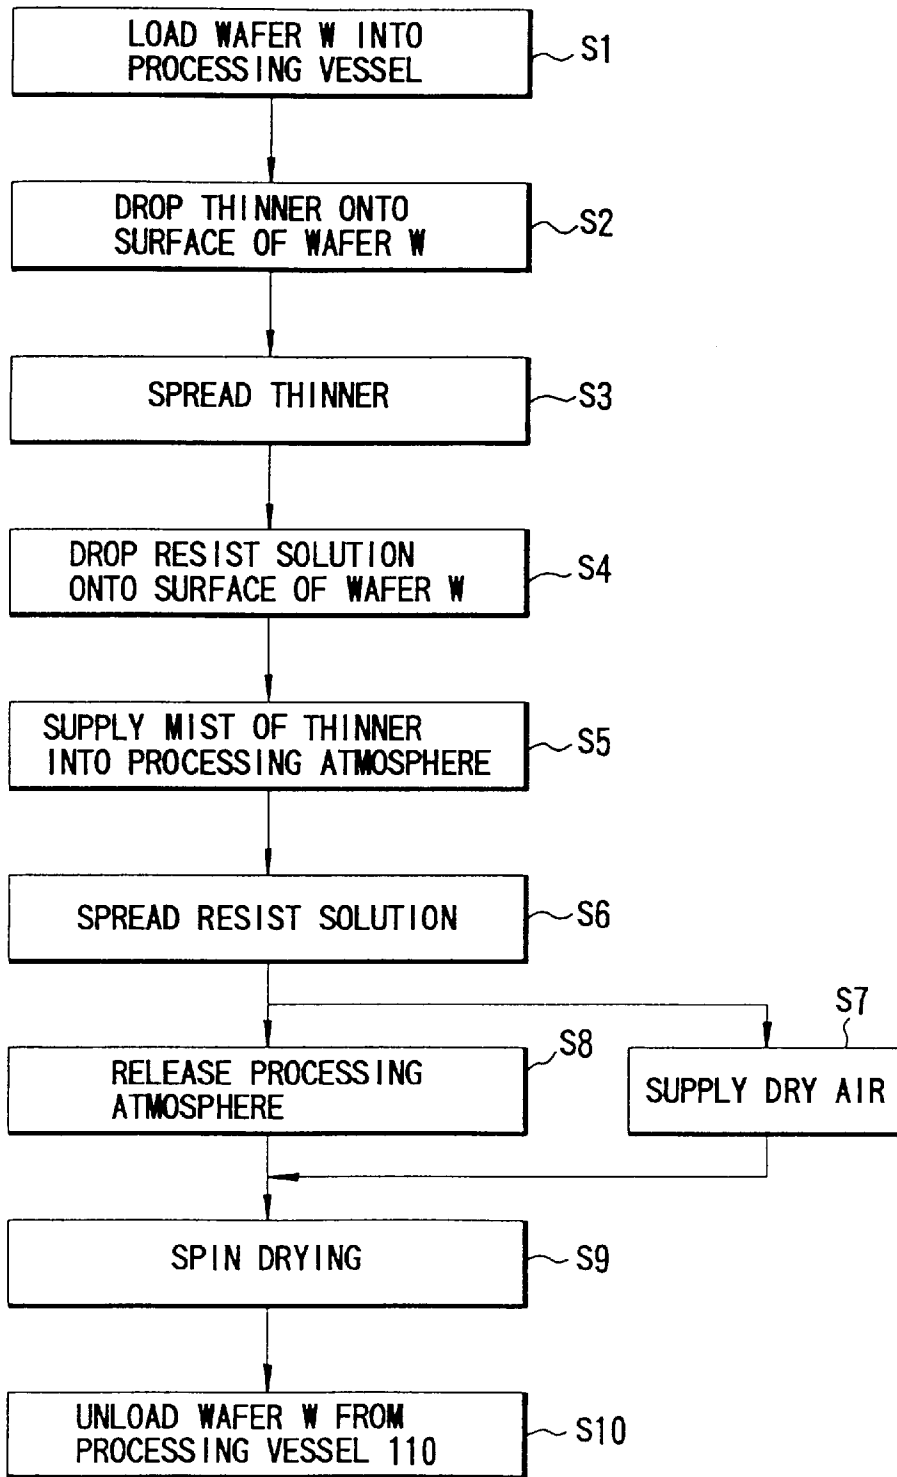 LOAD WAFER W INTO
PROCESSING VESSEL
S1
DROP THINNER ONTO
SURFACE OF WAFER W
S2
SPREAD THINNER
S3
DROP RESIST SOLUTION
ONTO SURFACE OF WAFER W
S4
SUPPLY MIST OF THINNER
INTO PROCESSING ATMOSPHERE
S5
SPREAD RESIST SOLUTION
S6
S7
S8
RELEASE PROCESSING
ATMOSPHERE
SUPPLY DRY AIR
SPIN DRYING
S9
UNLOAD WAFER W FROM
PROCESSING VESSEL 110
S10